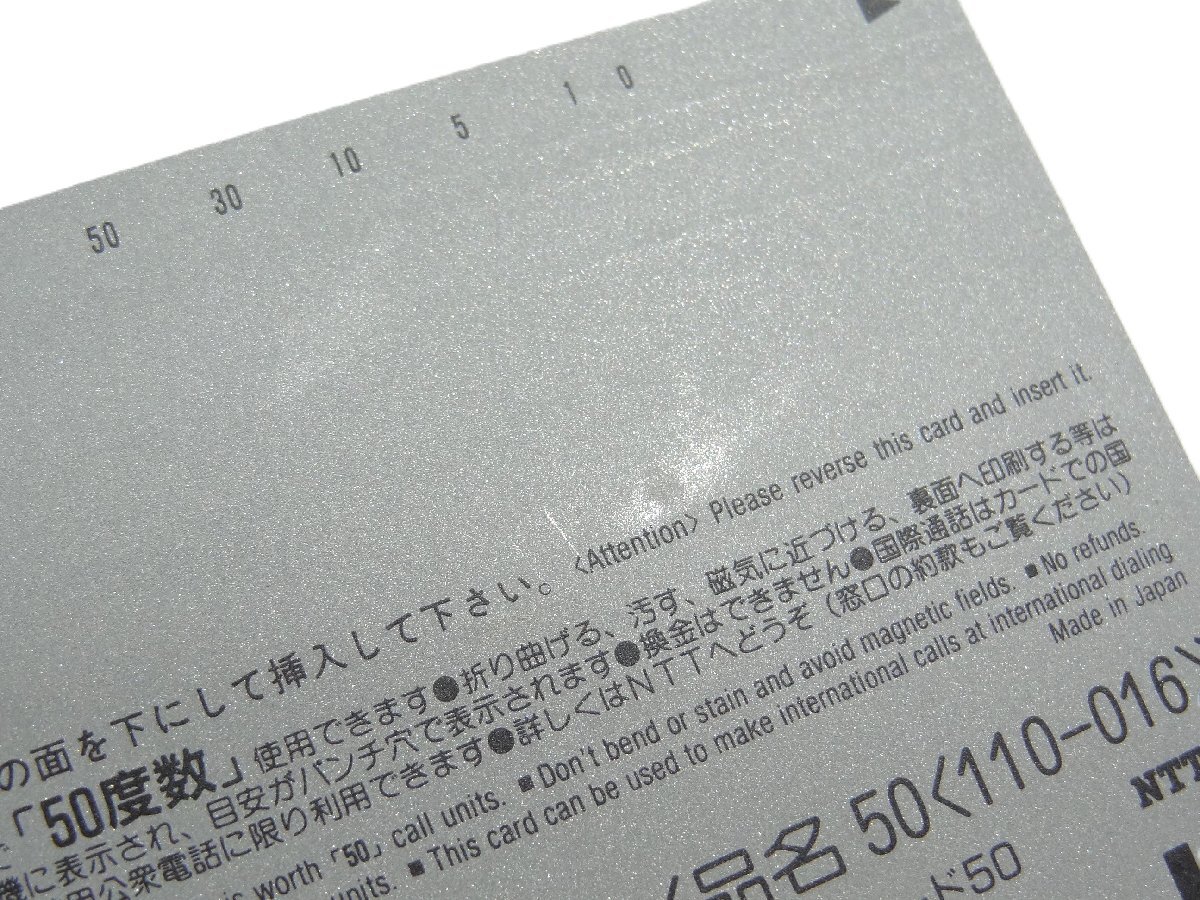 50 30 10 5 1 0
の面を下にして挿入して下さい。〈Attention〉 Please reverse this card and insert it.
「50度数」使用できます●折り曲げる、汚す、磁気に近づける、裏面へ印刷する等は
機に表示され、目安がパンチ穴で表示されます●換金はできません●国際通話はカードでの国
用公衆電話に限り利用できます●詳しくはNTTへどうぞ（窓口の約款もご覧ください）
is worth「50」call units. ■Don't bend or stain and avoid magnetic fields. ■No refunds.
units. ■This card can be used to make international calls at international dialing
Made in Japan
〈品名 50〈110-016〉
ド50
NTT